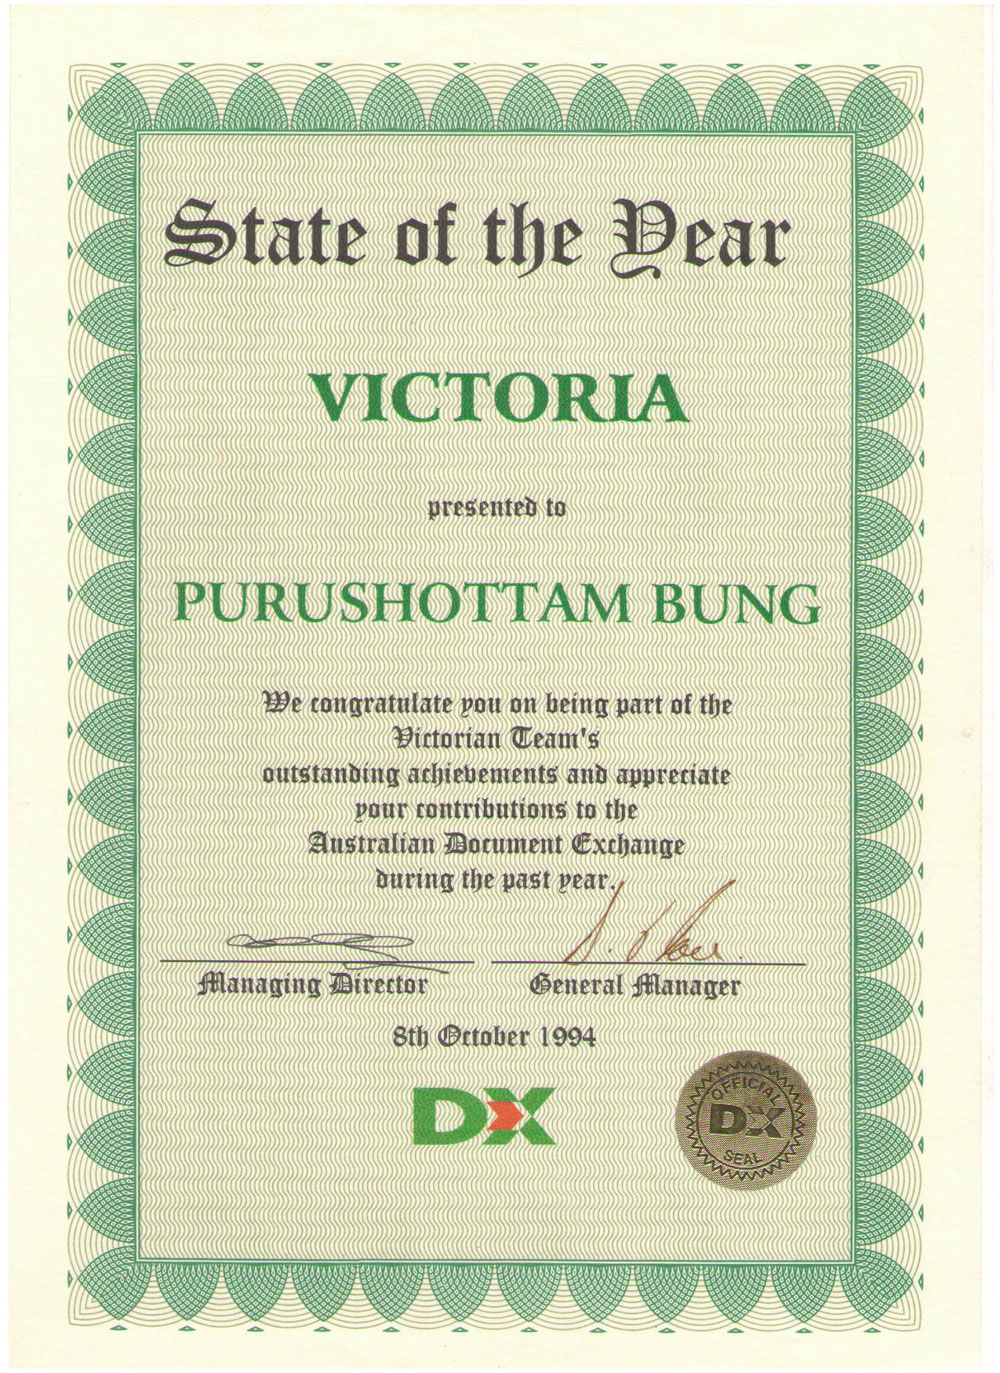 State of the Year
VICTORIA
presented to
PURUSHOTTAM BUNG
We congratulate you on being part of the
Victorian Team's
outstanding achievements and appreciate
your contributions to the
Australian Document Exchange
during the past year.
Managing Director
General Manager
8th October 1994
DX
OFFICIAL
DX
SEAL